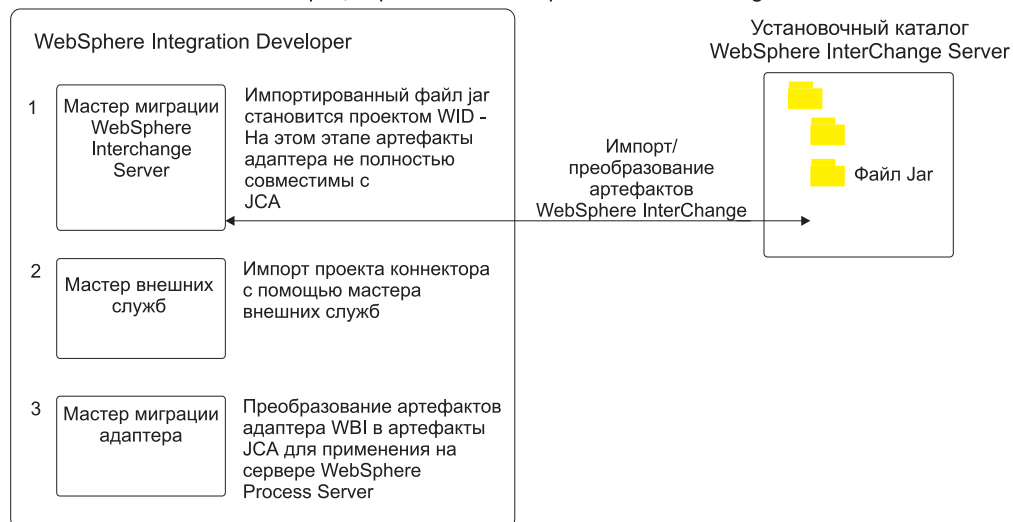 WebSphere Integration Developer
1
Мастер миграции
WebSphere
Interchange
Server
Импортированный файл jar
становится проектом WID -
На этом этапе артефакты
адаптера не полностью
совместимы с
JCA
2
Мастер внешних
служб
Импорт проекта коннектора
с помощью мастера
внешних служб
3
Мастер миграции
адаптера
Преобразование артефактов
адаптера WBI в артефакты
JCA для применения на
сервере WebSphere
Process Server
Импорт/
преобразование
артефактов
WebSphere InterChange
Установочный каталог
WebSphere InterChange Server
Файл Jar